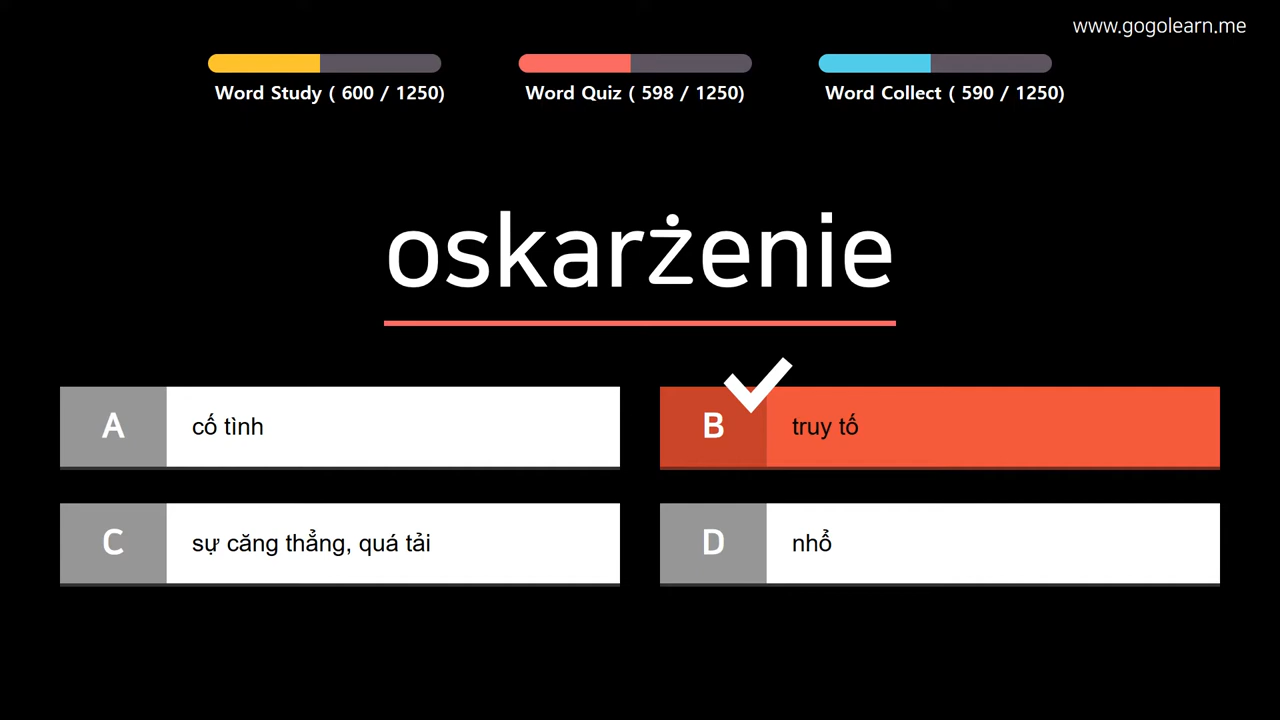 www.gogolearn.me
Word Study ( 600 / 1250)
Word Quiz ( 598 / 1250)
Word Collect ( 590 / 1250)
oskarżenie
A cố tình
B truy tố
C sự căng thẳng, quá tải
D nhổ